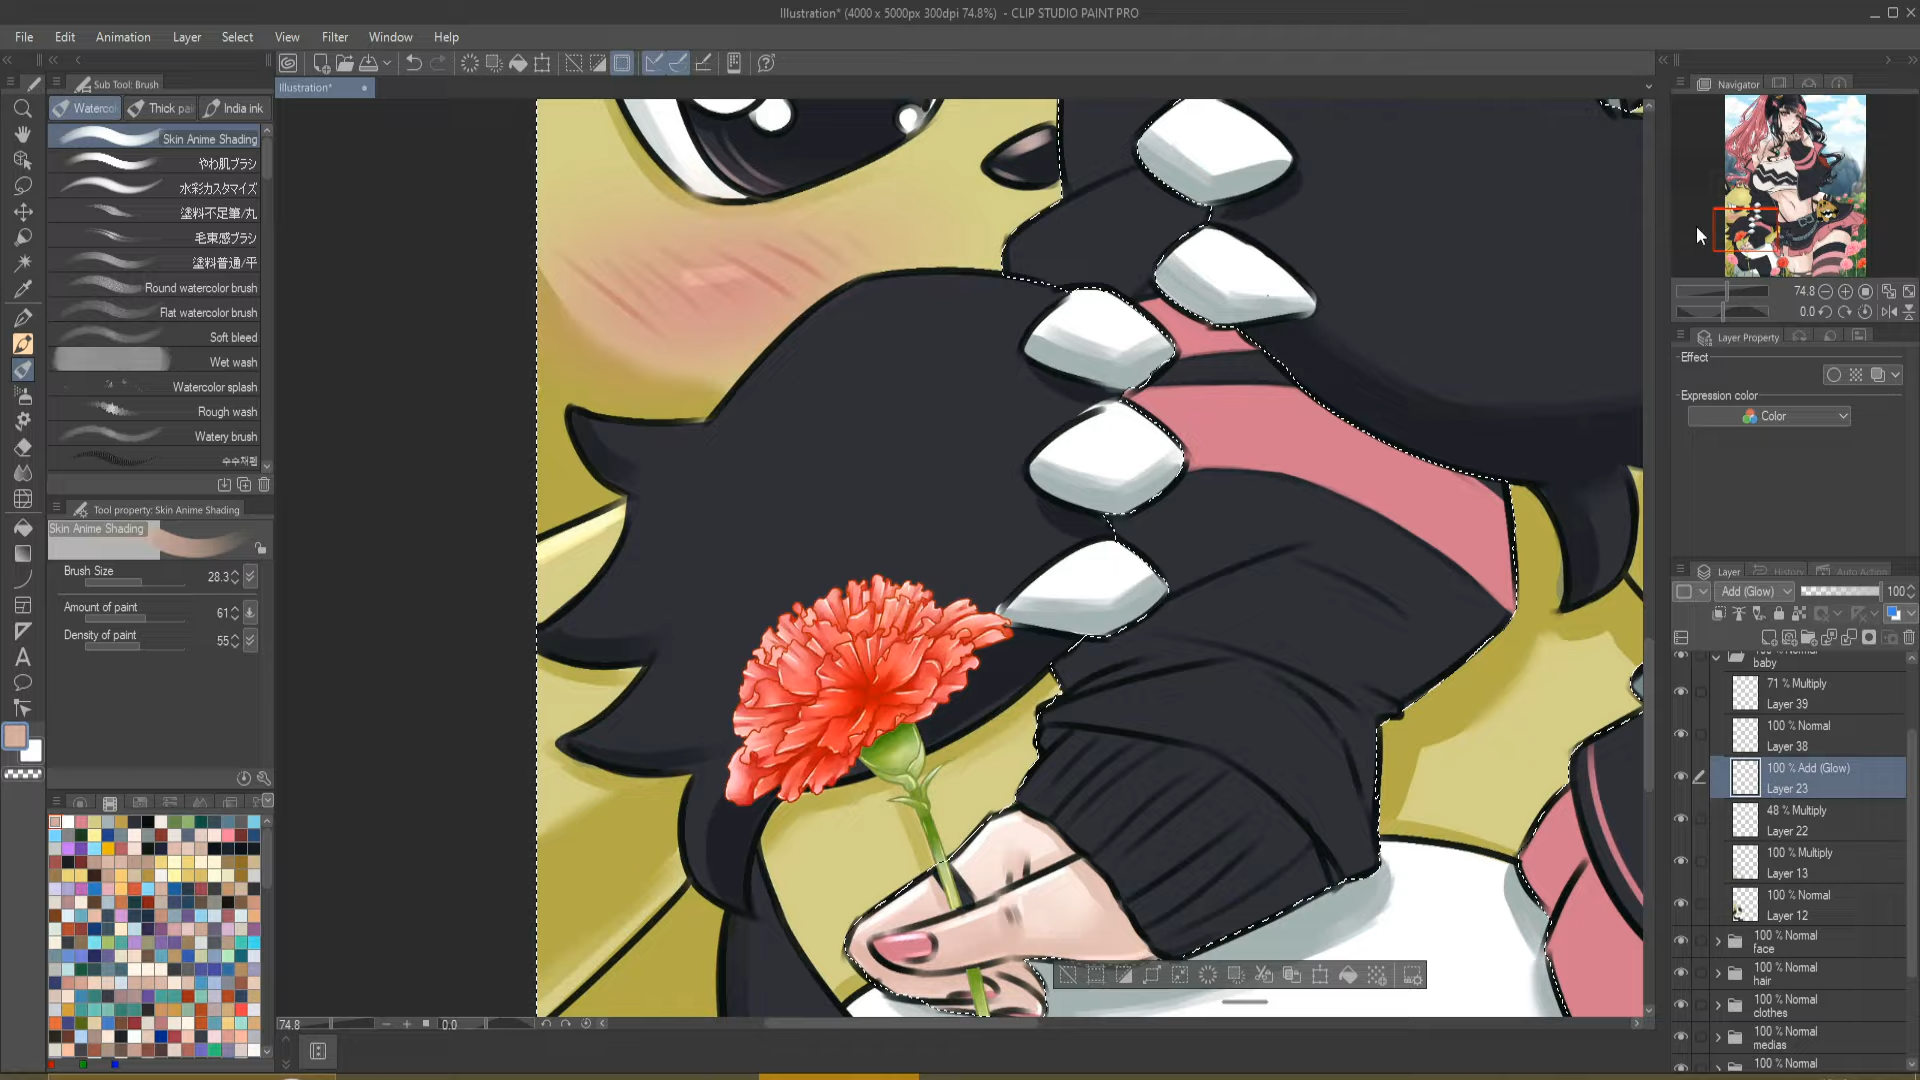 Illustration* (4000 x 5000px 300dpi 74.8%) - CLIP STUDIO PAINT PRO
File Edit Animation Layer Select View Filter Window Help
Sub Tool: Brush
Waterco Thick pai India ink
Illustration*
Skin Anime Shading
やわ肌ブラシ
水彩カスタマイズ
塗料不足筆/丸
毛束感ブラシ
塗料普通/平
Round watercolor brush
Flat watercolor brush
Soft bleed
Wet wash
Watercolor splash
Rough wash
Watery brush
Tool property: Skin Anime Shading
Skin Anime Shading
Brush Size 28.3
Amount of paint 61
Density of paint 55
74.8 0.0
Navigator
74.8
0.0
Layer Property
Effect
Expression color
Color
Layer History Auto Action
Add (Glow) 100
baby
71 % Multiply
Layer 39
100 % Normal
Layer 38
100 % Add (Glow)
Layer 23
48 % Multiply
Layer 22
100 % Multiply
Layer 13
100 % Normal
Layer 12
100 % Normal
face
100 % Normal
hair
100 % Normal
clothes
100 % Normal
medias
100 % Normal